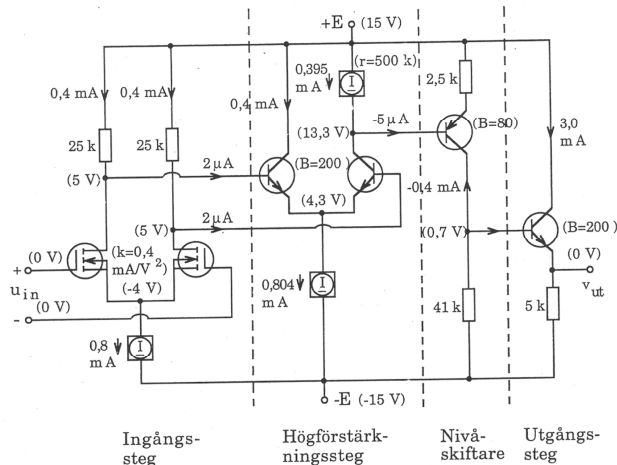 +E (15 V)
0,395
mA
(r=500 k)
I
0,4 mA
0,4 mA
0,4 mA
2,5 k
25 k
25 k
(13,3 V)
-5 µA
(B=80)
3,0
mA
(5 V)
2 µA
(B=200)
-0,4 mA
(5 V)
2 µA
(4,3 V)
(0,7 V)
(B=200)
(0 V)
(k=0,4
mA/V²)
(0 V)
+
u in
-
(0 V)
(-4 V)
0,804
mA
I
41 k
5 k
v ut
0,8
mA
I
-E (-15 V)
Ingångs-
steg
Högförstärk-
ningssteg
Nivå-
skiftare
Utgångs-
steg